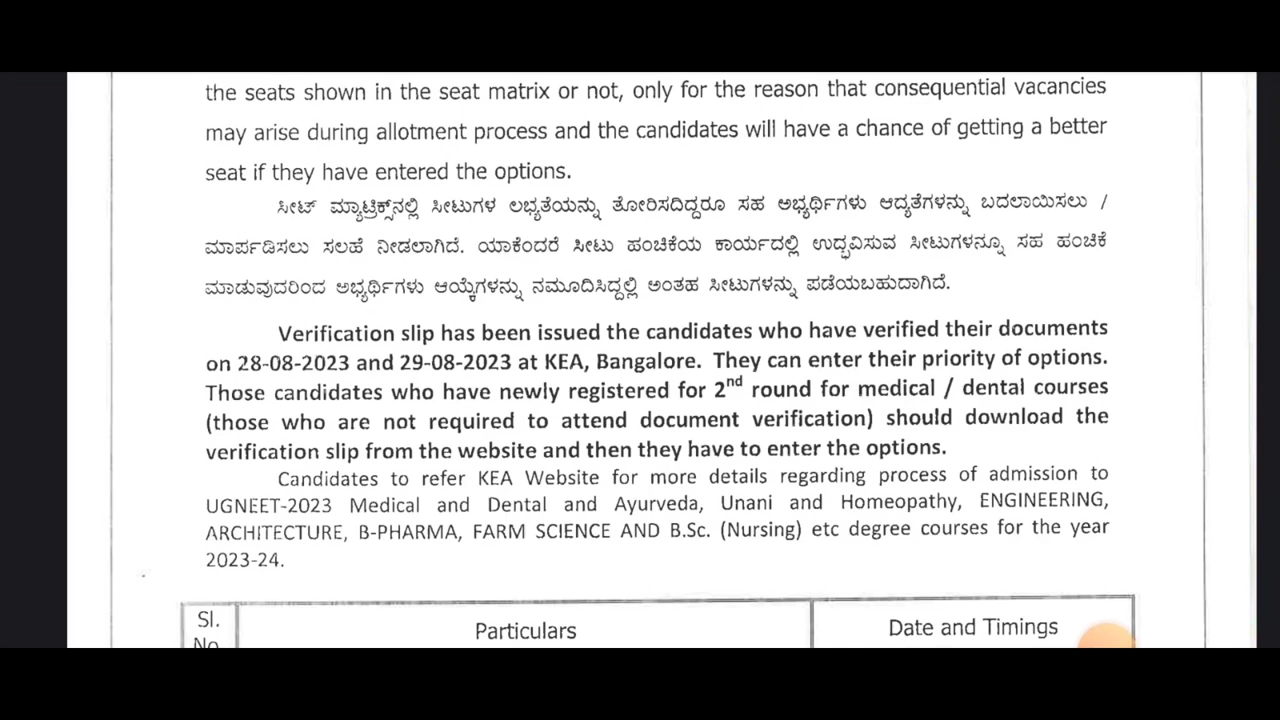 the seats shown in the seat matrix or not, only for the reason that consequential vacancies
may arise during allotment process and the candidates will have a chance of getting a better
seat if they have entered the options.
ಸೀಟ್ ಮ್ಯಾಟ್ರಿಕ್ಸ್‌ನಲ್ಲಿ ಸೀಟುಗಳ ಲಭ್ಯತೆಯನ್ನು ತೋರಿಸದಿದ್ದರೂ ಸಹ ಅಭ್ಯರ್ಥಿಗಳು ಆದ್ಯತೆಗಳನ್ನು ಬದಲಾಯಿಸಲು /
ಮಾರ್ಪಡಿಸಲು ಸಲಹೆ ನೀಡಲಾಗಿದೆ. ಯಾಕೆಂದರೆ ಸೀಟು ಹಂಚಿಕೆಯ ಕಾರ್ಯದಲ್ಲಿ ಉದ್ಭವಿಸುವ ಸೀಟುಗಳನ್ನೂ ಸಹ ಹಂಚಿಕೆ
ಮಾಡುವುದರಿಂದ ಅಭ್ಯರ್ಥಿಗಳು ಆಯ್ಕೆಗಳನ್ನು ನಮೂದಿಸಿದ್ದಲ್ಲಿ ಅಂತಹ ಸೀಟುಗಳನ್ನು ಪಡೆಯಬಹುದಾಗಿದೆ.
Verification slip has been issued the candidates who have verified their documents
on 28-08-2023 and 29-08-2023 at KEA, Bangalore. They can enter their priority of options.
Those candidates who have newly registered for 2nd round for medical / dental courses
(those who are not required to attend document verification) should download the
verification slip from the website and then they have to enter the options.
Candidates to refer KEA Website for more details regarding process of admission to
UGNEET-2023 Medical and Dental and Ayurveda, Unani and Homeopathy, ENGINEERING,
ARCHITECTURE, B-PHARMA, FARM SCIENCE AND B.Sc. (Nursing) etc degree courses for the year
2023-24.
Sl.
No
Particulars
Date and Timings